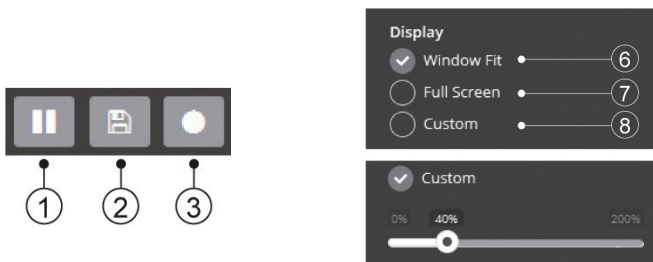 1 2 3
Display
Window Fit 6
Full Screen 7
Custom 8
Custom
0% 40% 200%